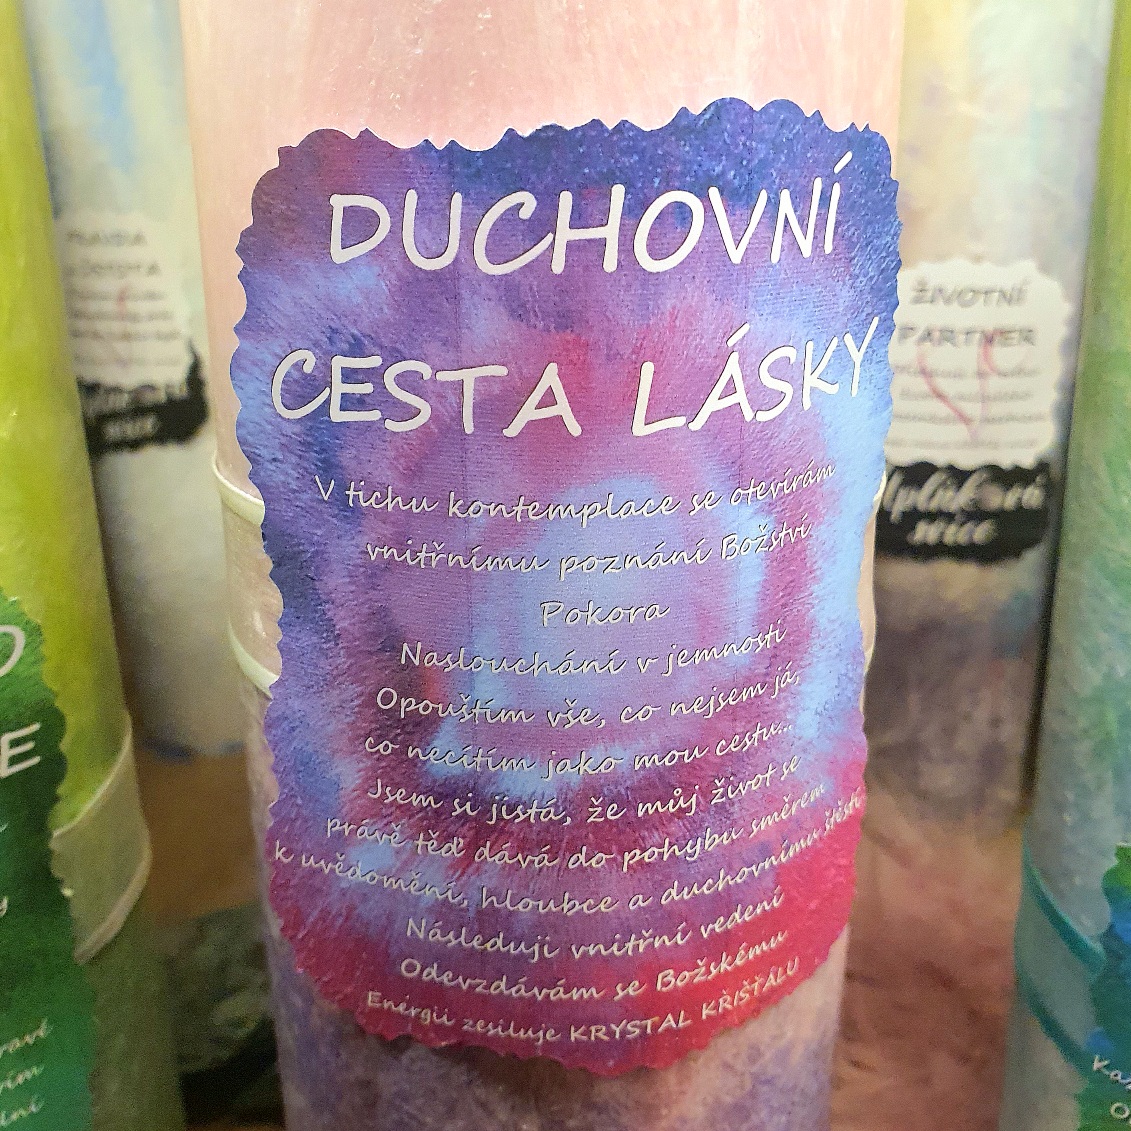 DUCHOVNÍ
CESTA LÁSKY
V tichu kontemplace se otevírám
vnitřnímu poznání Božství
Pokora
Naslouchání v jemnosti
Opouštím vše, co nejsem já,
co necítím jako mou cestu...
Jsem si jistá, že můj život se
právě teď dává do pohybu směrem
k uvědomění, hloubce a duchovnímu štěstí
Následuji vnitřní vedení
Odevzdávám se Božskému
Energii zesiluje KRYSTAL KŘIŠŤÁLU
ŽIVOTNÍ
PARTNER
svíce